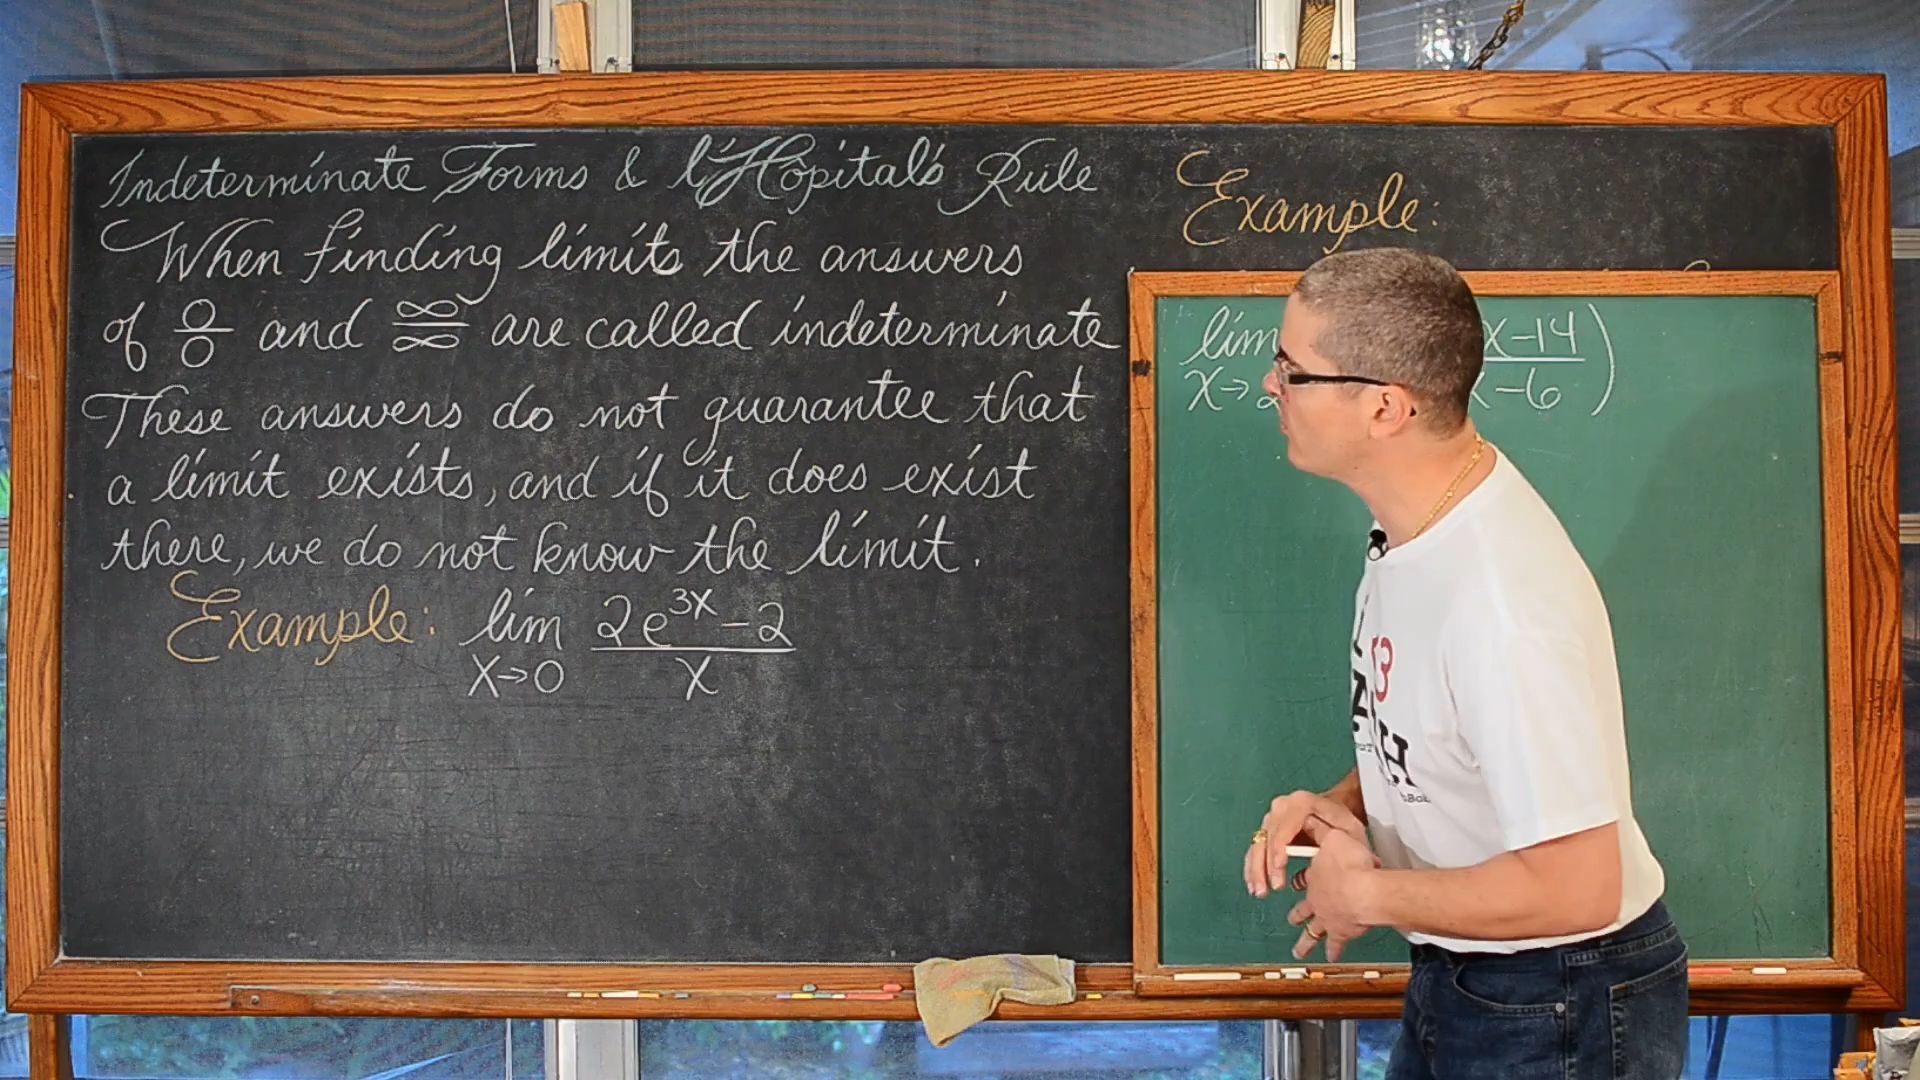 Indeterminate Forms & l'Hôpital's Rule
When finding limits the answers
of 0/0 and ∞/∞ are called indeterminate
These answers do not guarantee that
a limit exists, and if it does exist
there, we do not know the limit.
Example: lim x→0 (2e^(3x) - 2)/x
Example:
lim x→2
x-14
x-6 )